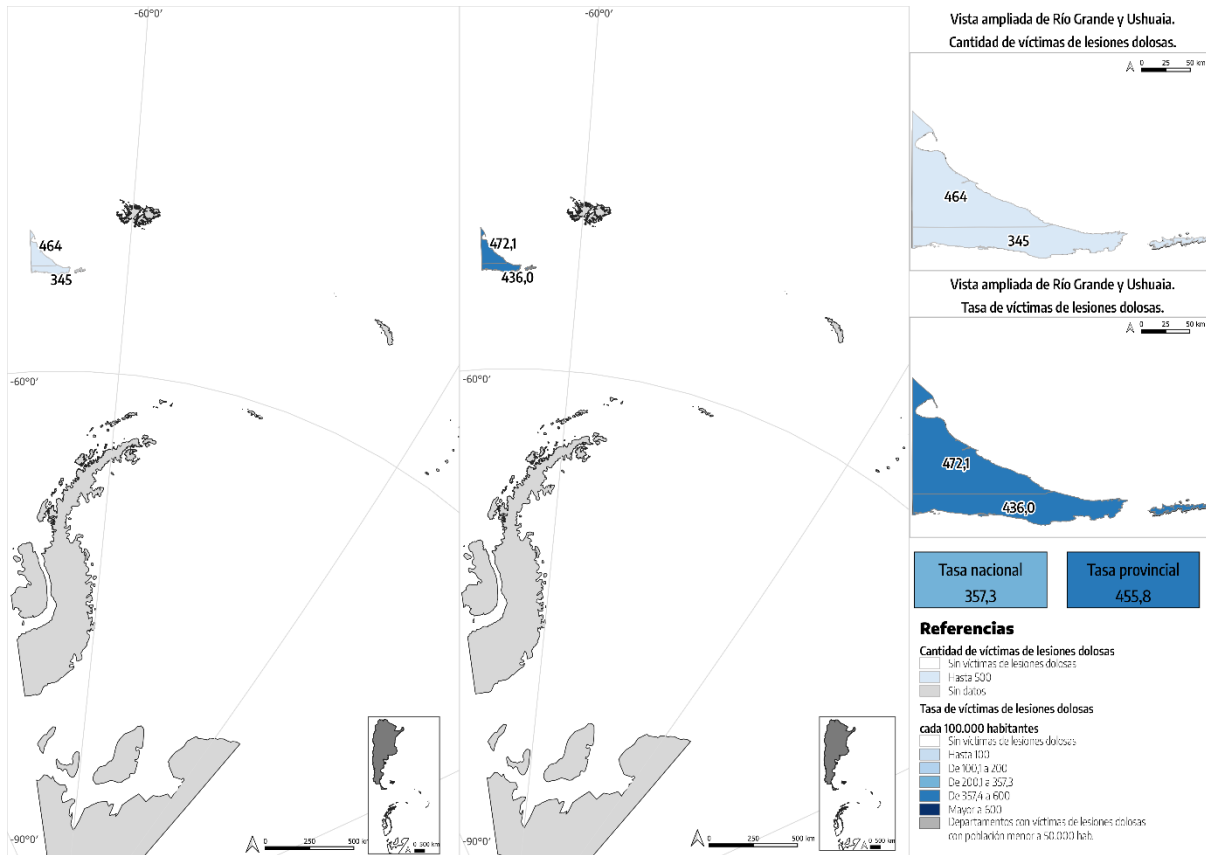 -60°0'
464
345
-60°0'
-90°0'
0 250 500 km
0 500 km
-60°0'
472,1
436,0
-60°0'
-90°0'
0 250 500 km
0 500 km
Vista ampliada de Río Grande y Ushuaia.
Cantidad de víctimas de lesiones dolosas.
0 25 50 km
464
345
Vista ampliada de Río Grande y Ushuaia.
Tasa de víctimas de lesiones dolosas.
0 25 50 km
472,1
436,0
Tasa nacional
357,3
Tasa provincial
455,8
Referencias
Cantidad de víctimas de lesiones dolosas
Sin víctimas de lesiones dolosas
Hasta 500
Sin datos
Tasa de víctimas de lesiones dolosas
cada 100.000 habitantes
Sin víctimas de lesiones dolosas
Hasta 100
De 100,1 a 200
De 200,1 a 357,3
De 357,4 a 600
Mayor a 600
Departamentos con víctimas de lesiones dolosas
con población menor a 50.000 hab.